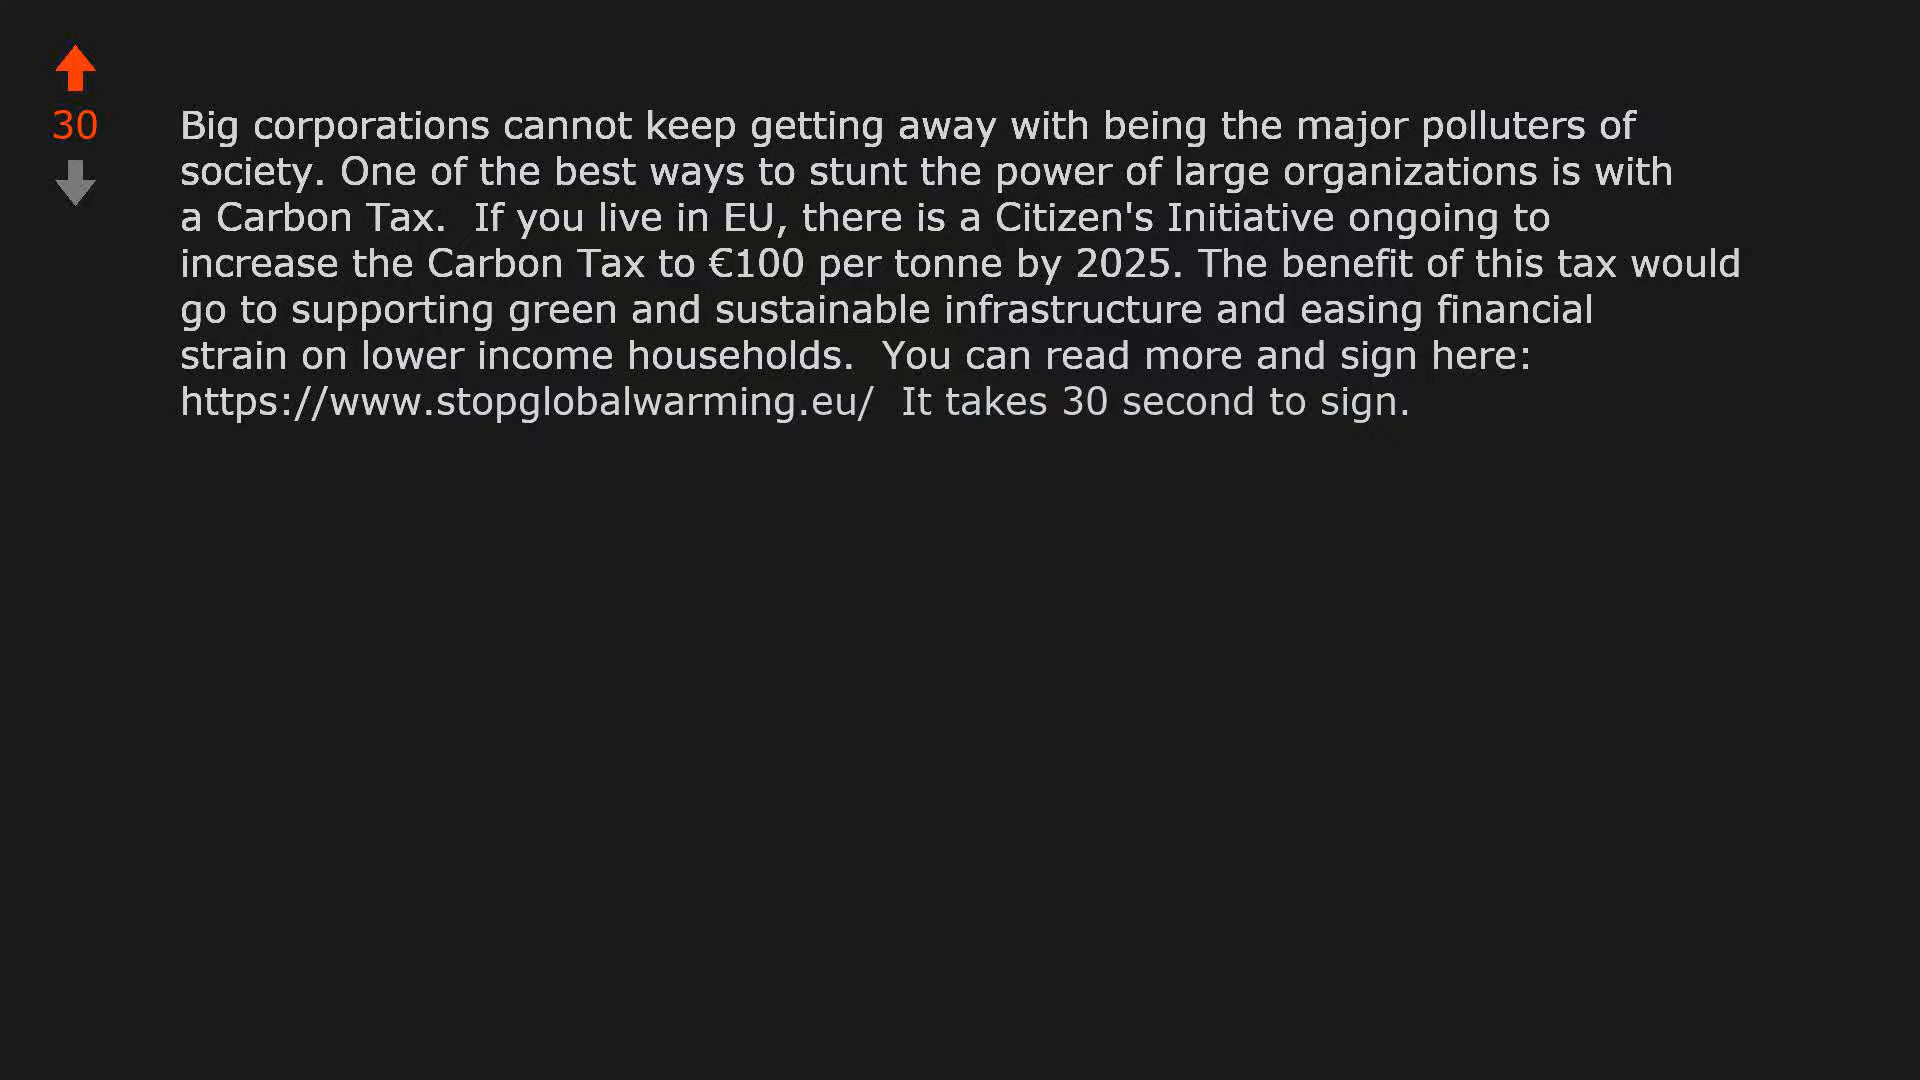 30
Big corporations cannot keep getting away with being the major polluters of
society. One of the best ways to stunt the power of large organizations is with
a Carbon Tax.  If you live in EU, there is a Citizen's Initiative ongoing to
increase the Carbon Tax to €100 per tonne by 2025. The benefit of this tax would
go to supporting green and sustainable infrastructure and easing financial
strain on lower income households.  You can read more and sign here:
https://www.stopglobalwarming.eu/  It takes 30 second to sign.